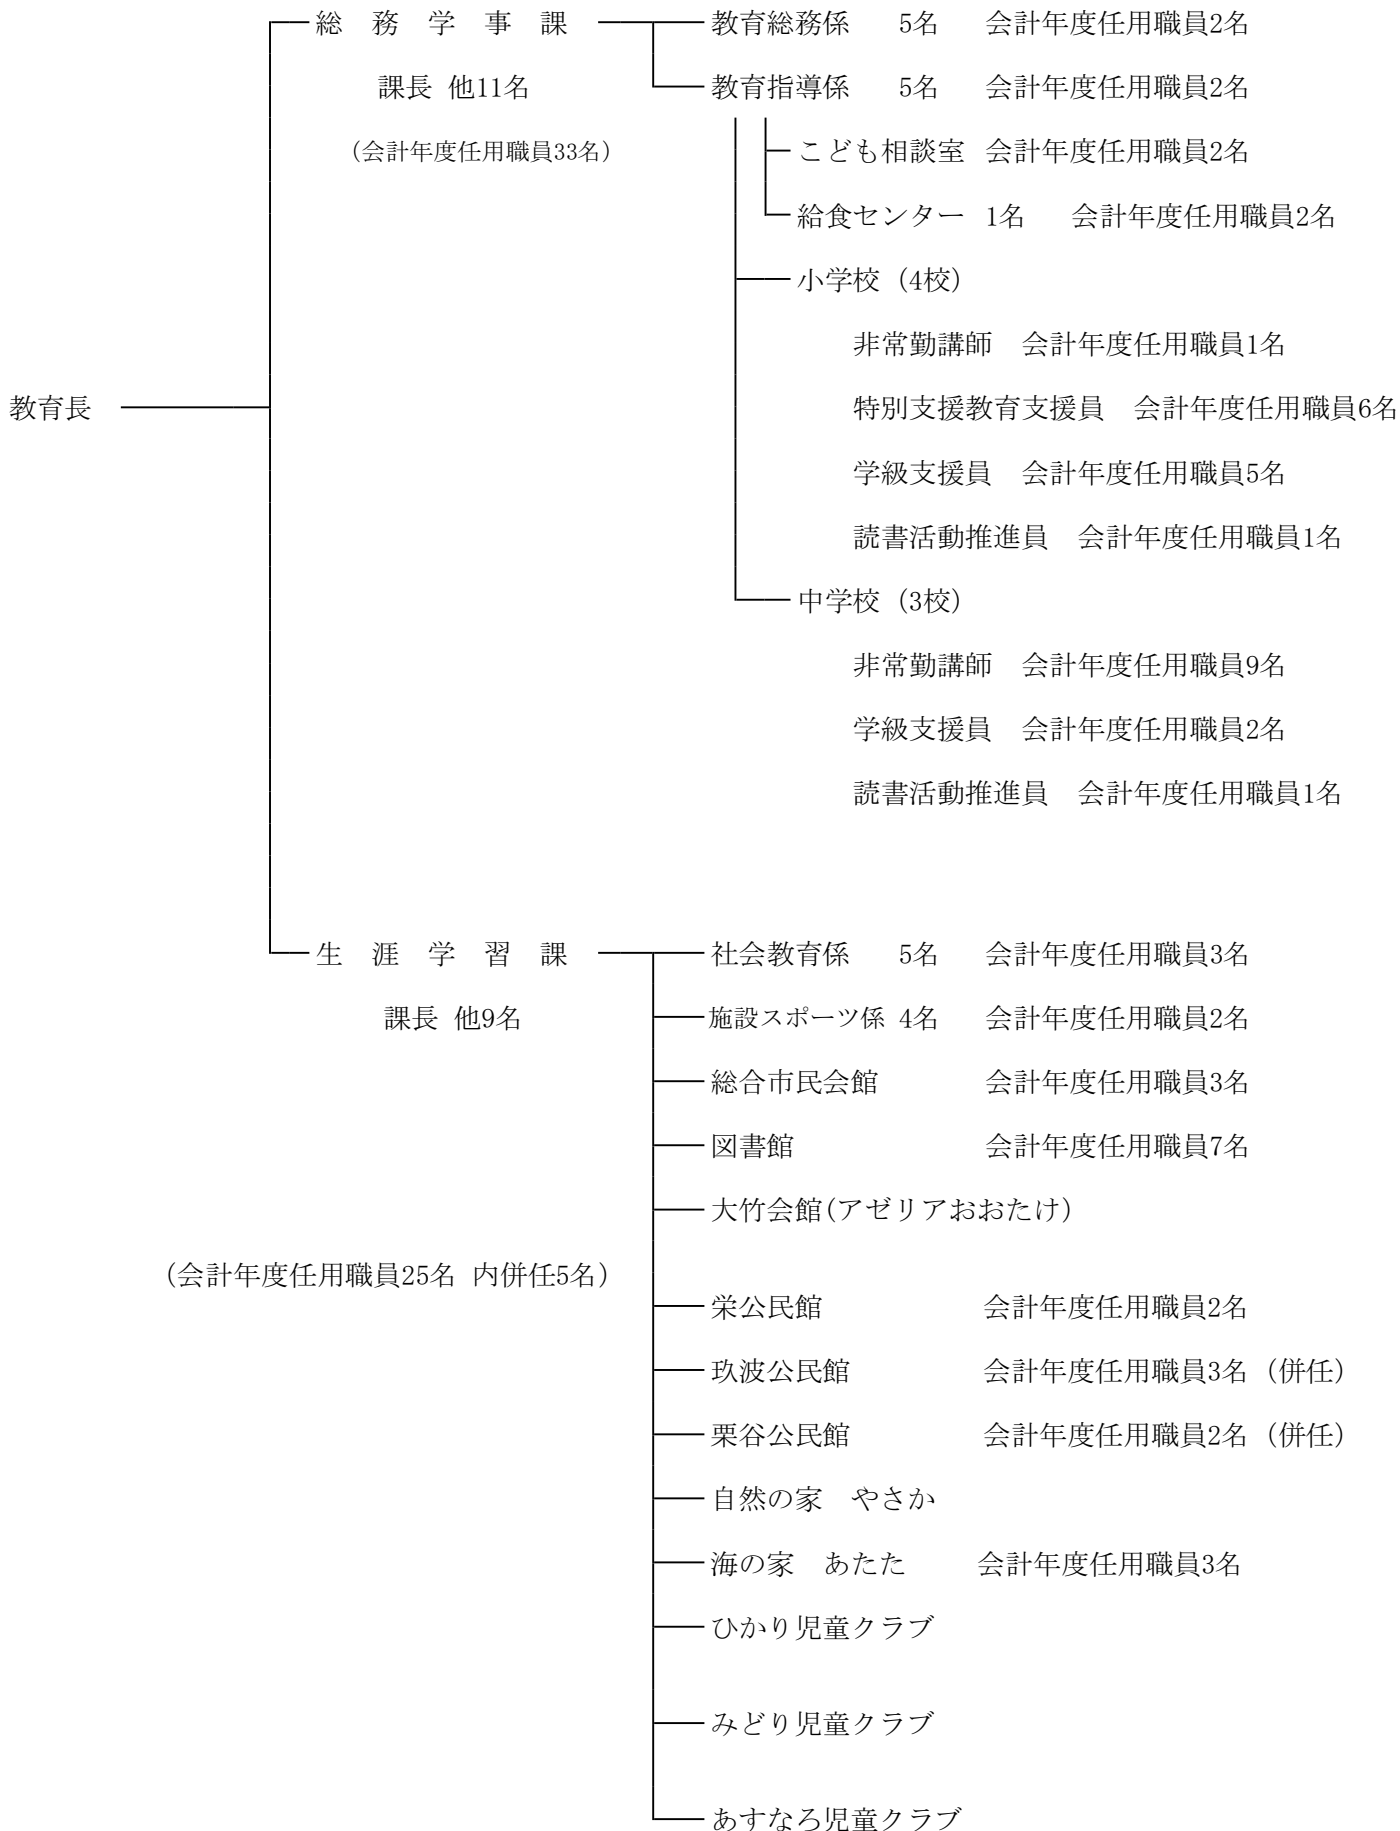 総 務 学 事 課 教育総務係 5名 会計年度任用職員2名
課長 他11名 教育指導係 5名 会計年度任用職員2名
(会計年度任用職員33名) こども相談室 会計年度任用職員2名
給食センター 1名 会計年度任用職員2名
小学校 (4校)
非常勤講師 会計年度任用職員1名
教育長 特別支援教育支援員 会計年度任用職員6名
学級支援員 会計年度任用職員5名
読書活動推進員 会計年度任用職員1名
中学校 (3校)
非常勤講師 会計年度任用職員9名
学級支援員 会計年度任用職員2名
読書活動推進員 会計年度任用職員1名
生 涯 学 習 課 社会教育係 5名 会計年度任用職員3名
課長 他9名 施設スポーツ係 4名 会計年度任用職員2名
総合市民会館 会計年度任用職員3名
図書館 会計年度任用職員7名
大竹会館(アゼリアおおたけ)
(会計年度任用職員25名 内併任5名)
栄公民館 会計年度任用職員2名
玖波公民館 会計年度任用職員3名 (併任)
栗谷公民館 会計年度任用職員2名 (併任)
自然の家 やさか
海の家 あたた 会計年度任用職員3名
ひかり児童クラブ
みどり児童クラブ
あすなろ児童クラブ